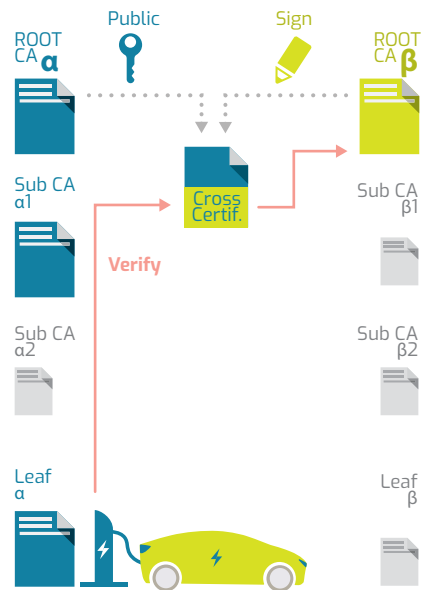 Public
Sign
ROOT
CA α
ROOT
CA β
Sub CA
α1
Cross
Certif.
Sub CA
β1
Verify
Sub CA
α2
Sub CA
β2
Leaf
α
Leaf
β